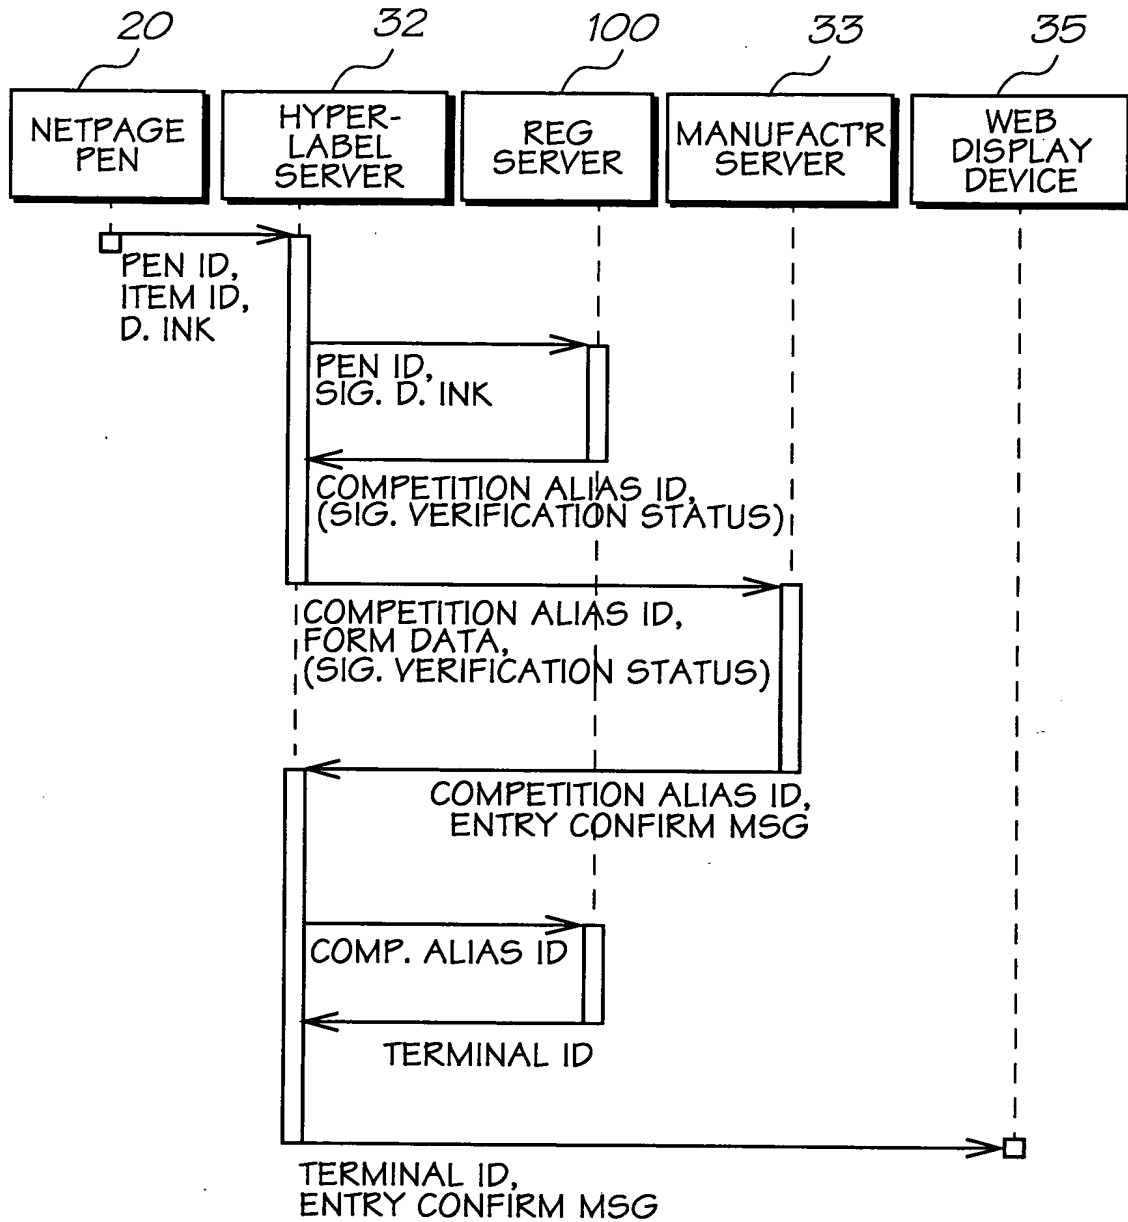 20
32
100
33
35
NETPAGE
PEN
HYPER-
LABEL
SERVER
REG
SERVER
MANUFACT'R
SERVER
WEB
DISPLAY
DEVICE
PEN ID,
ITEM ID,
D. INK
PEN ID,
SIG. D. INK
COMPETITION ALIAS ID,
(SIG. VERIFICATION STATUS)
COMPETITION ALIAS ID,
FORM DATA,
(SIG. VERIFICATION STATUS)
COMPETITION ALIAS ID,
ENTRY CONFIRM MSG
COMP. ALIAS ID
TERMINAL ID
TERMINAL ID,
ENTRY CONFIRM MSG